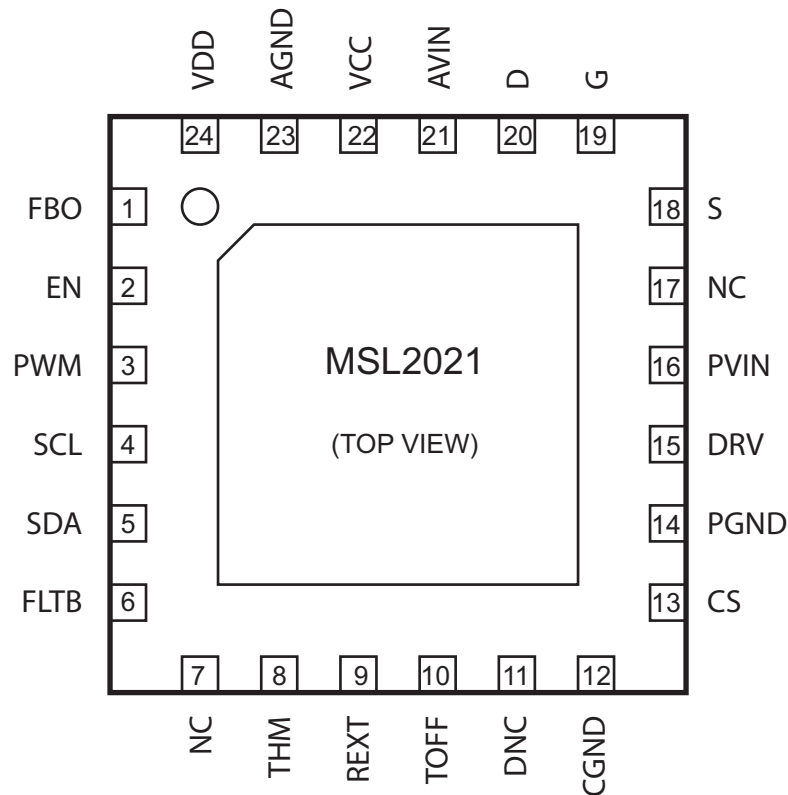 VDD AGND VCC AVIN D G
24 23 22 21 20 19
FBO 1 18 S
EN 2 17 NC
PWM 3 MSL2021 16 PVIN
SCL 4 (TOP VIEW) 15 DRV
SDA 5 14 PGND
FLTB 6 13 CS
7 8 9 10 11 12
NC THM REXT TOFF DNC CGND